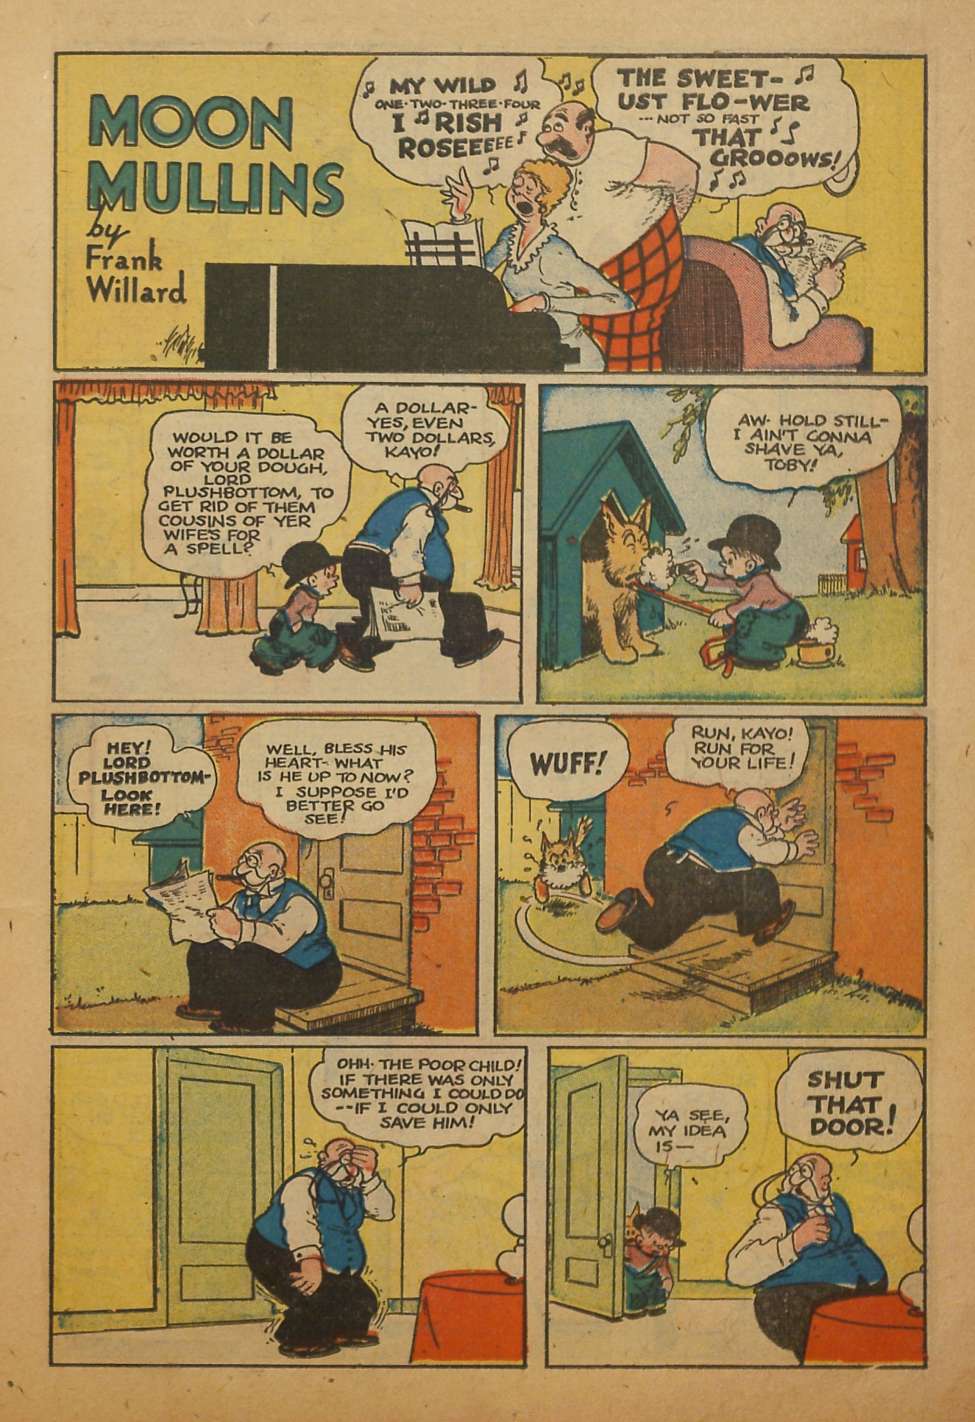 MOON
MULLINS
by
Frank
Willard
MY WILD
ONE-TWO-THREE-FOUR
I RISH
ROSEEEEE
THE SWEET-
UST FLO-WER
---NOT SO FAST
THAT
GROOOWS!
WOULD IT BE
WORTH A DOLLAR
OF YOUR DOUGH,
LORD
PLUSHBOTTOM, TO
GET RID OF THEM
COUSINS OF YER
WIFE'S FOR
A SPELL?
A DOLLAR-
YES, EVEN
TWO DOLLARS,
KAYO!
AW- HOLD STILL-
I AIN'T GONNA
SHAVE YA,
TOBY!
HEY!
LORD
PLUSHBOTTOM-
LOOK
HERE!
WELL, BLESS HIS
HEART- WHAT
IS HE UP TO NOW?
I SUPPOSE I'D
BETTER GO
SEE!
WUFF!
RUN, KAYO!
RUN FOR
YOUR LIFE!
OHH- THE POOR CHILD!
IF THERE WAS ONLY
SOMETHING I COULD DO
--IF I COULD ONLY
SAVE HIM!
YA SEE,
MY IDEA
IS—
SHUT
THAT
DOOR!